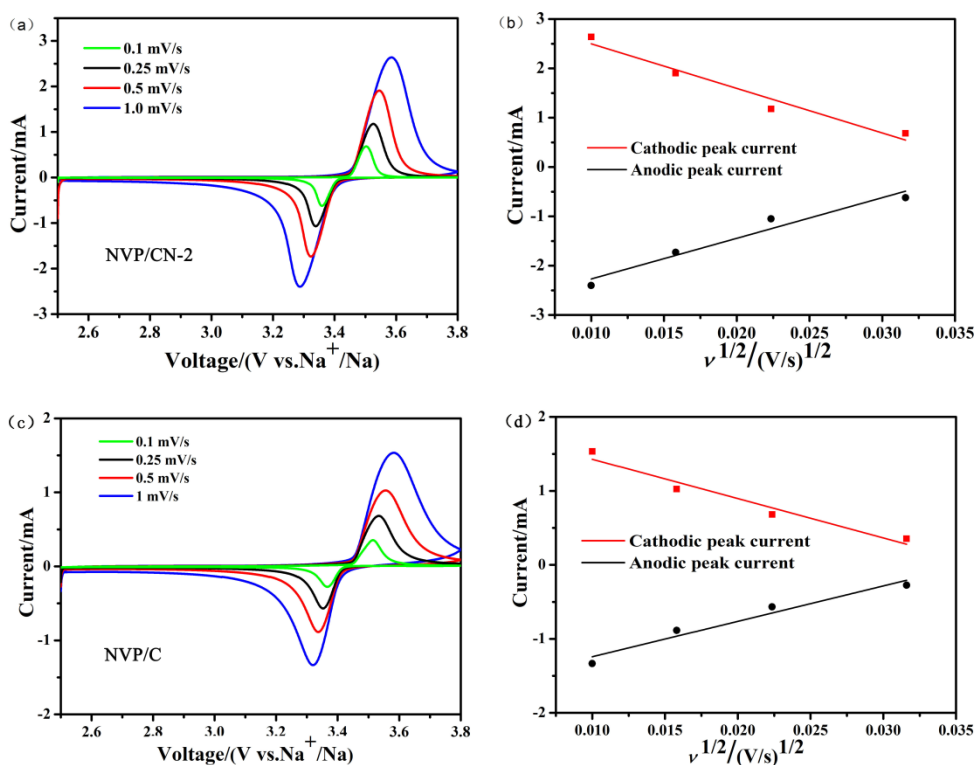 (a)
0.1 mV/s
0.25 mV/s
0.5 mV/s
1.0 mV/s
NVP/CN-2
Current/mA
3
2
1
0
-1
-2
-3
2.6 2.8 3.0 3.2 3.4 3.6 3.8
Voltage/(V vs.Na⁺/Na)
(b)
Cathodic peak current
Anodic peak current
Current/mA
3
2
1
0
-1
-2
-3
0.010 0.015 0.020 0.025 0.030 0.035
ν^1/2/(V/s)^1/2
(c)
0.1 mV/s
0.25 mV/s
0.5 mV/s
1 mV/s
NVP/C
Current/mA
2
1
0
-1
-2
2.6 2.8 3.0 3.2 3.4 3.6 3.8
Voltage/(V vs.Na⁺/Na)
(d)
Cathodic peak current
Anodic peak current
Current/mA
2
1
0
-1
-2
0.010 0.015 0.020 0.025 0.030 0.035
ν^1/2/(V/s)^1/2